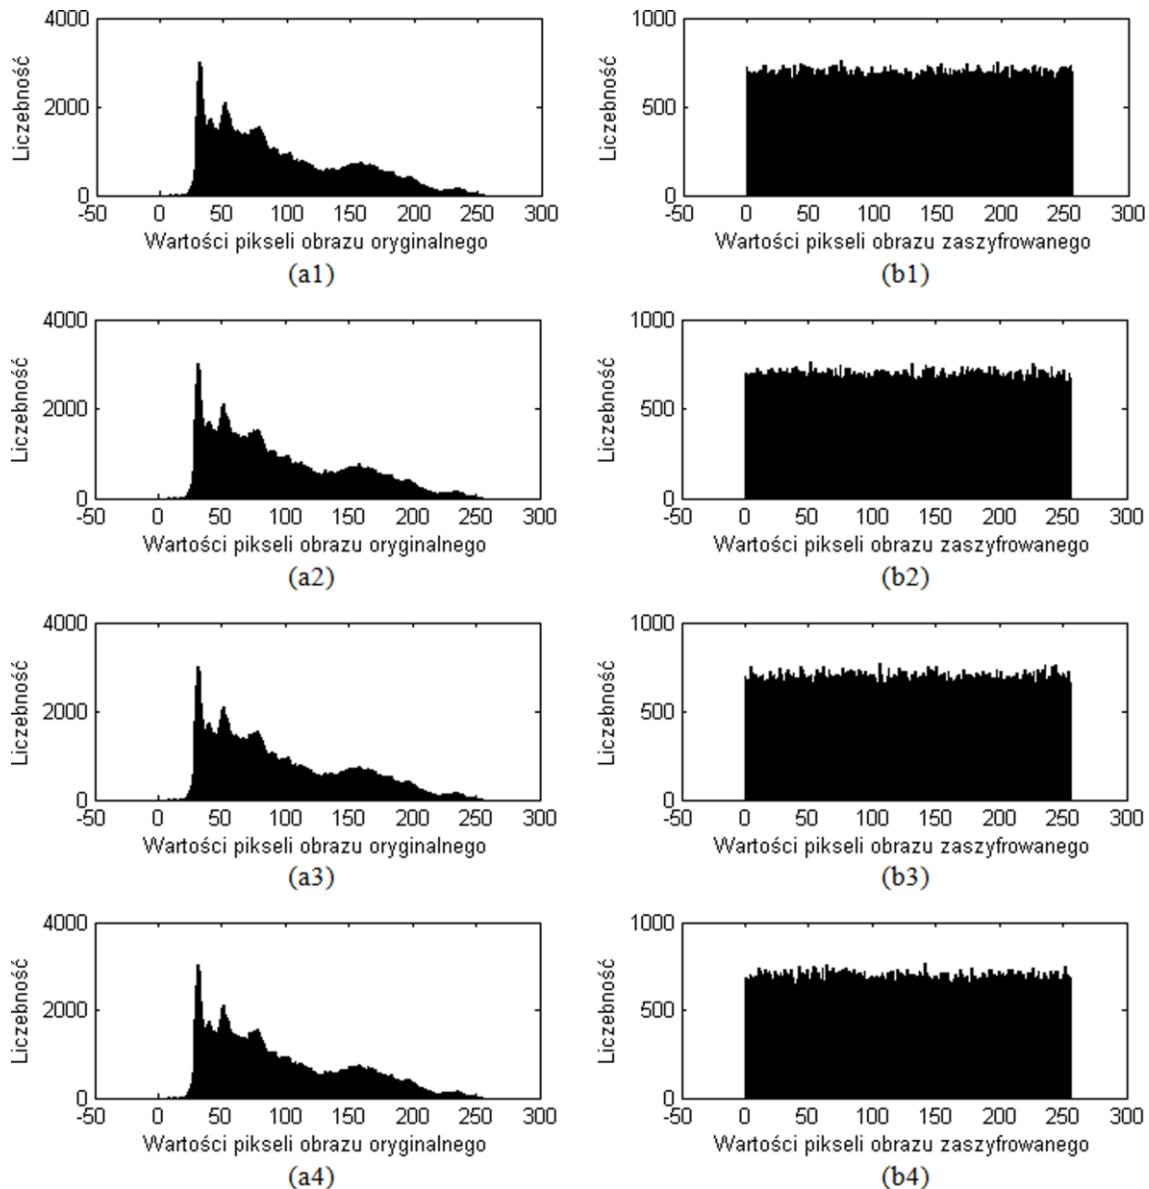 4000 1000
Liczebność 2000 Liczebność 500
0 0
-50 0 50 100 150 200 250 300 -50 0 50 100 150 200 250 300
Wartości pikseli obrazu oryginalnego Wartości pikseli obrazu zaszyfrowanego
(a1) (b1)
4000 1000
Liczebność 2000 Liczebność 500
0 0
-50 0 50 100 150 200 250 300 -50 0 50 100 150 200 250 300
Wartości pikseli obrazu oryginalnego Wartości pikseli obrazu zaszyfrowanego
(a2) (b2)
4000 1000
Liczebność 2000 Liczebność 500
0 0
-50 0 50 100 150 200 250 300 -50 0 50 100 150 200 250 300
Wartości pikseli obrazu oryginalnego Wartości pikseli obrazu zaszyfrowanego
(a3) (b3)
4000 1000
Liczebność 2000 Liczebność 500
0 0
-50 0 50 100 150 200 250 300 -50 0 50 100 150 200 250 300
Wartości pikseli obrazu oryginalnego Wartości pikseli obrazu zaszyfrowanego
(a4) (b4)